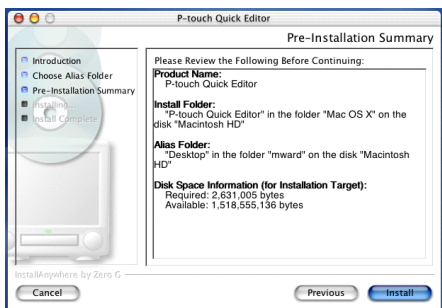 P-touch Quick Editor
Pre-Installation Summary
Introduction
Choose Alias Folder
Pre-Installation Summary
Installing...
Install Complete
Please Review the Following Before Continuing:
Product Name:
P-touch Quick Editor
Install Folder:
"P-touch Quick Editor" in the folder "Mac OS X" on the
disk "Macintosh HD"
Alias Folder:
"Desktop" in the folder "mward" on the disk "Macintosh
HD"
Disk Space Information (for Installation Target):
Required: 2,631,005 bytes
Available: 1,518,555,136 bytes
InstallAnywhere by Zero G
Cancel
Previous
Install